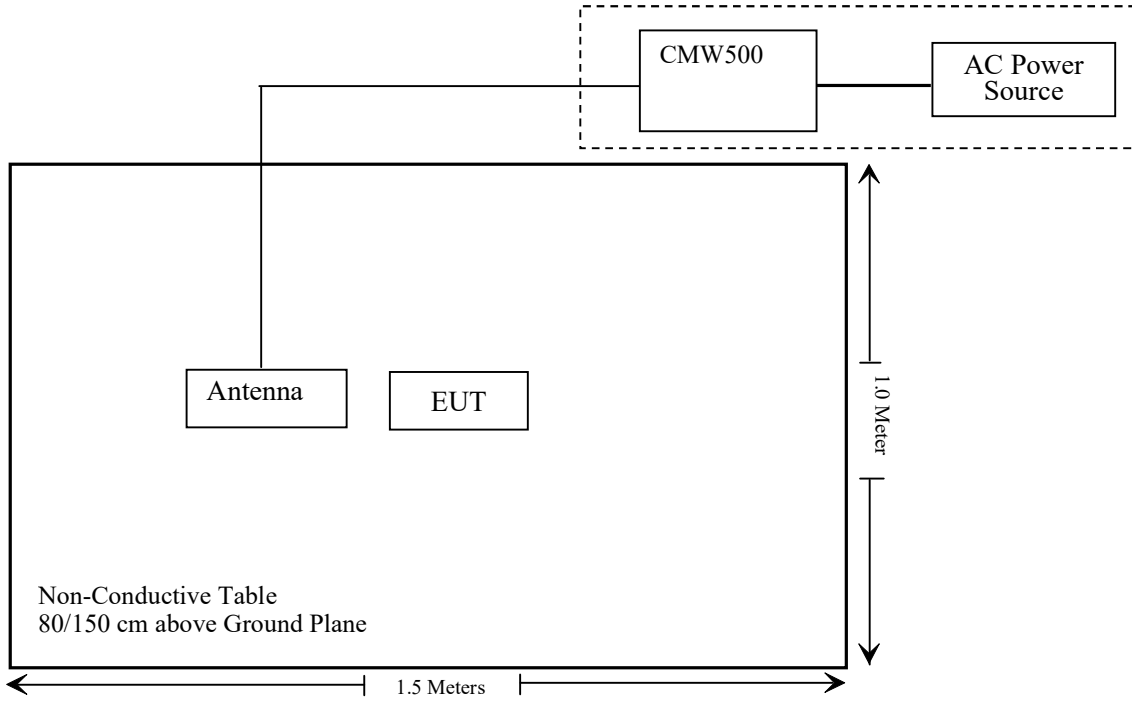 CMW500
AC Power
Source
Antenna
EUT
1.0 Meter
Non-Conductive Table
80/150 cm above Ground Plane
1.5 Meters